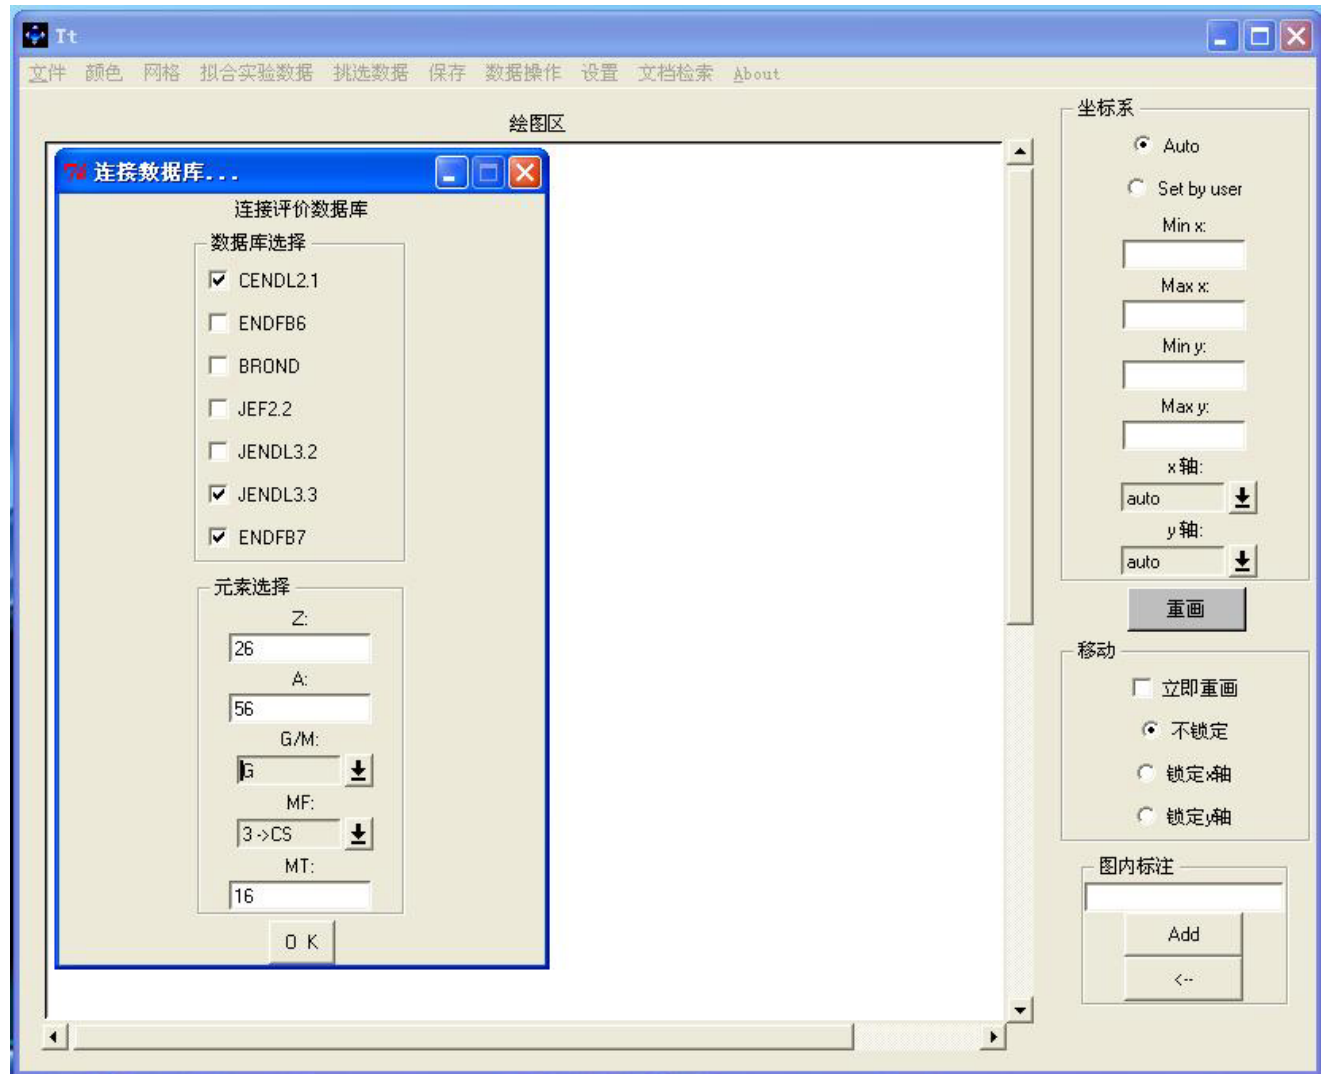 Tt
文件 颜色 网格 拟合实验数据 挑选数据 保存 数据操作 设置 文档检索 About
绘图区
连接数据库...
连接评价数据库
数据库选择
CENDL2.1
ENDFB6
BROND
JEF2.2
JENDL3.2
JENDL3.3
ENDFB7
元素选择
Z:
26
A:
56
G/M:
G
MF:
3->CS
MT:
16
O K
坐标系
Auto
Set by user
Min x:
Max x:
Min y:
Max y:
x 轴:
auto
y 轴:
auto
重画
移动
立即重画
不锁定
锁定x轴
锁定y轴
图内标注
Add
<--